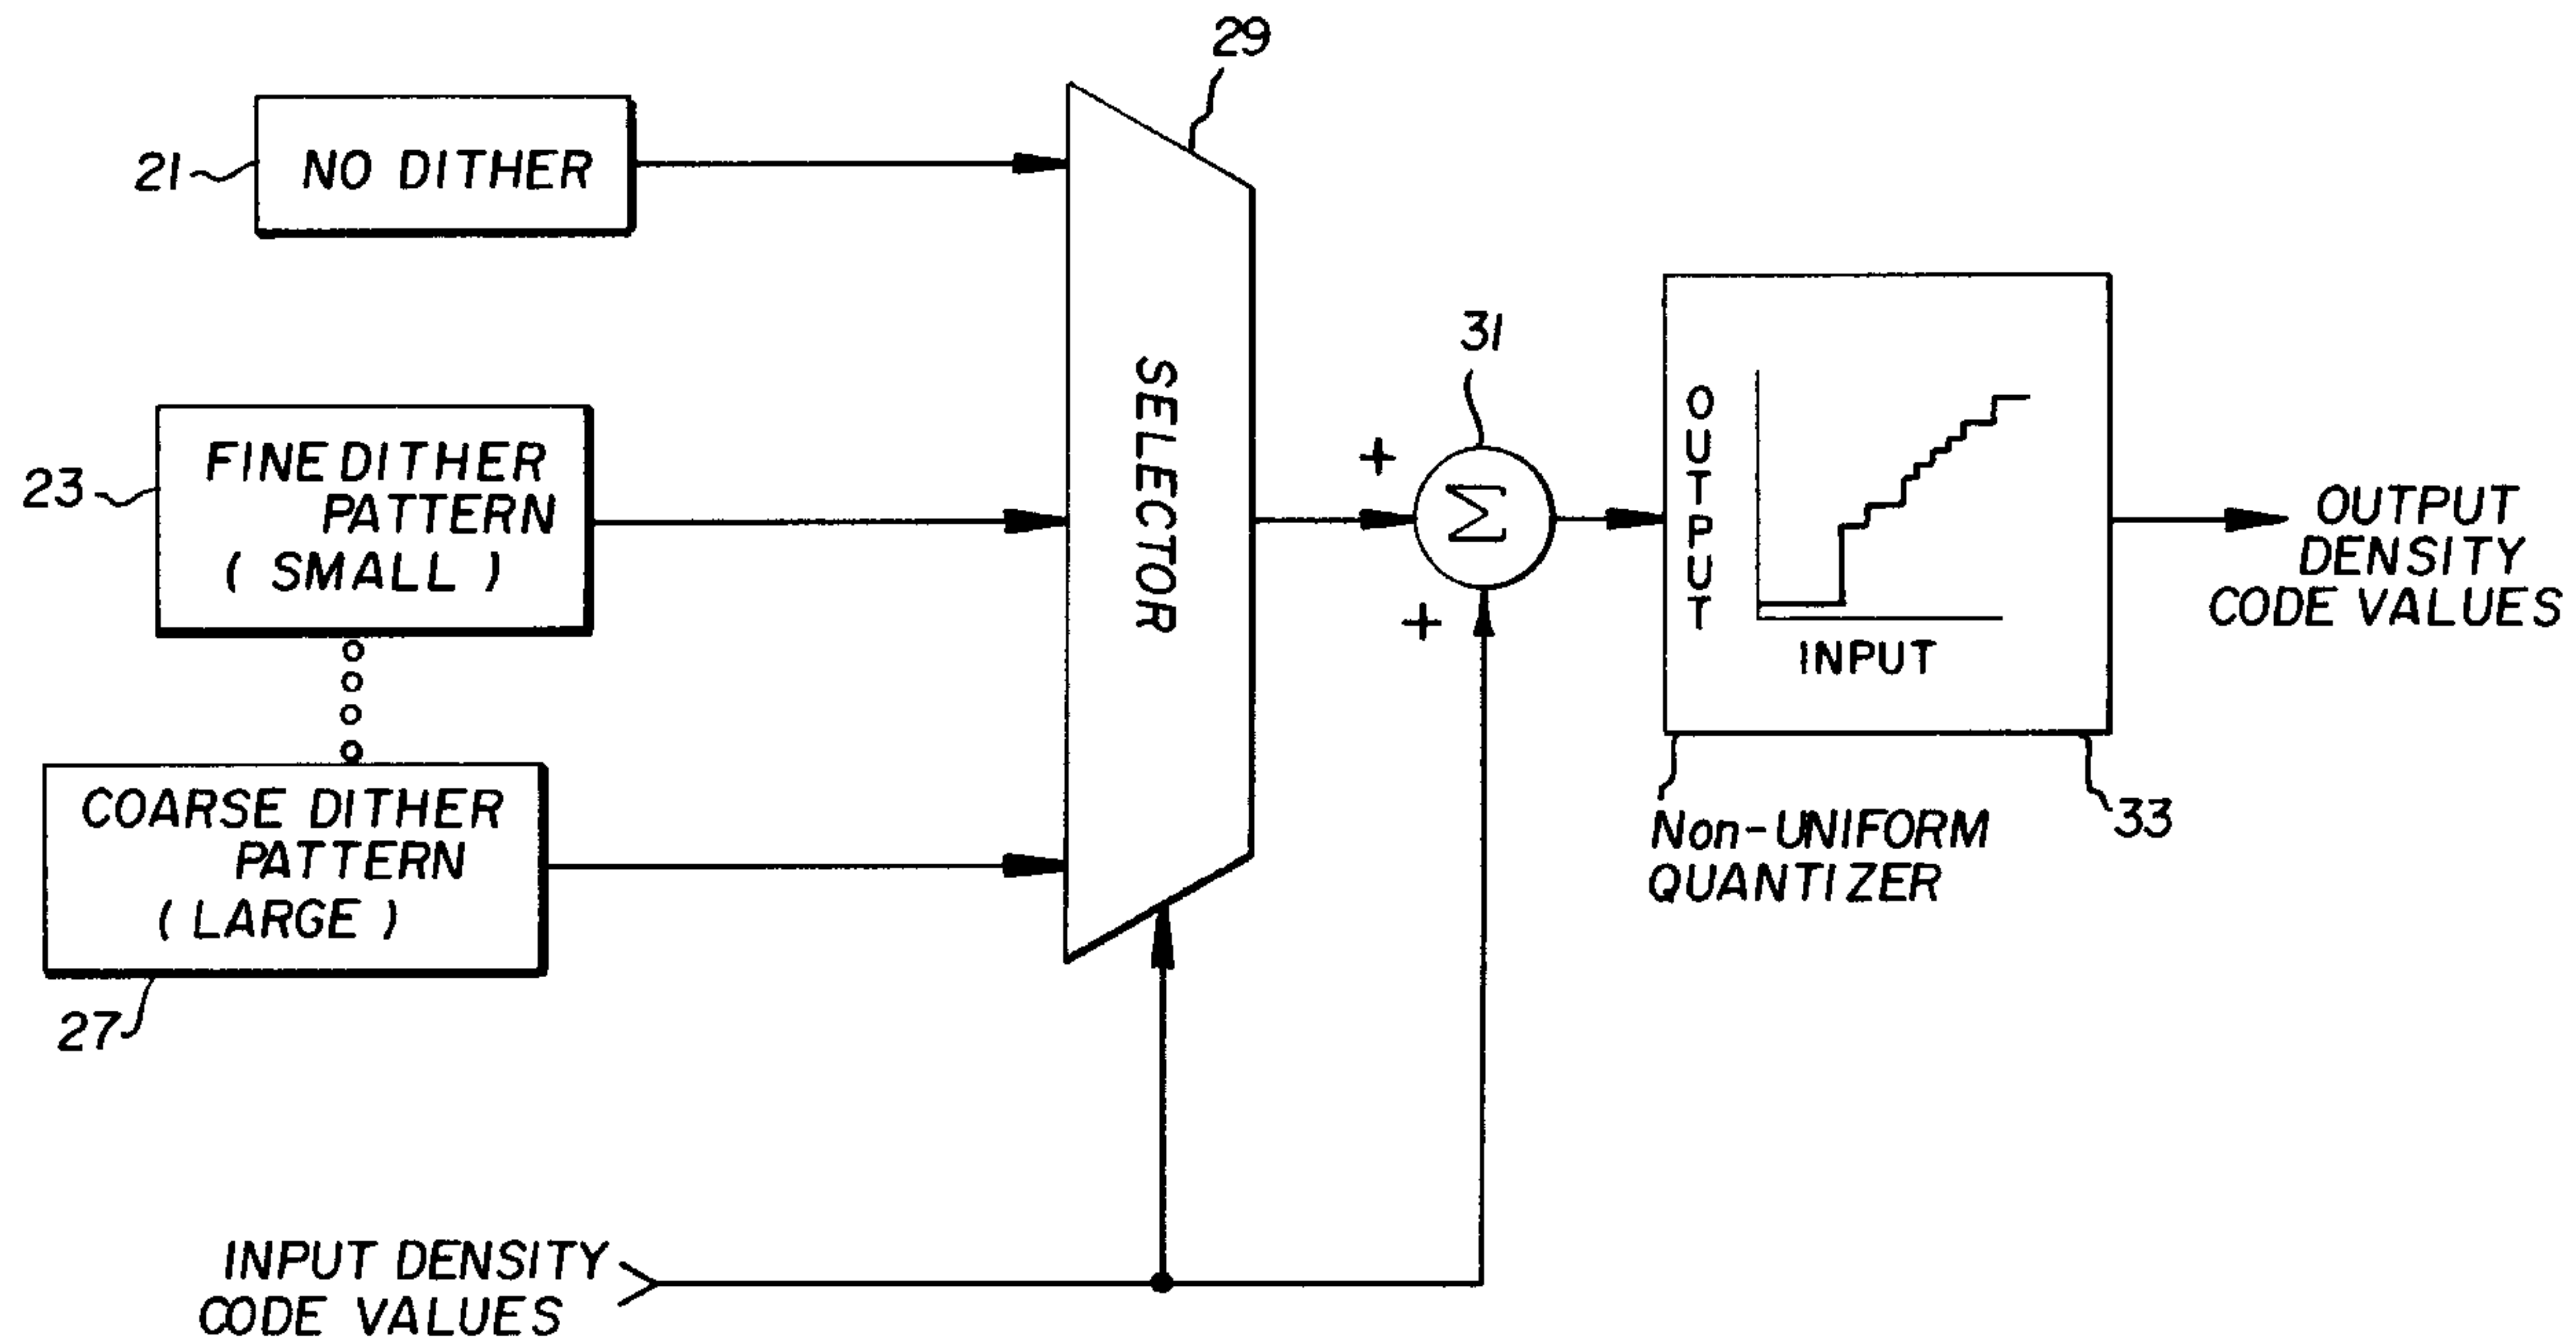 29
21
NO DITHER
31
23
FINE DITHER
PATTERN
( SMALL )
SELECTOR
+
Σ
+
OUTPUT
INPUT
OUTPUT
DENSITY
CODE VALUES
COARSE DITHER
PATTERN
( LARGE )
27
Non-UNIFORM
QUANTIZER
33
INPUT DENSITY
CODE VALUES